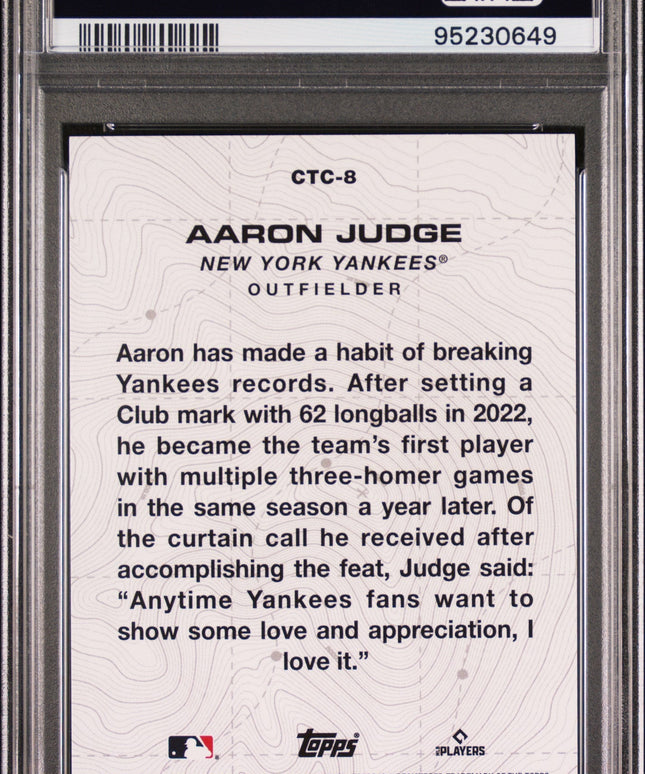 95230649
CTC-8
AARON JUDGE
NEW YORK YANKEES®
OUTFIELDER
Aaron has made a habit of breaking
Yankees records. After setting a
Club mark with 62 longballs in 2022,
he became the team's first player
with multiple three-homer games
in the same season a year later. Of
the curtain call he received after
accomplishing the feat, Judge said:
“Anytime Yankees fans want to
show some love and appreciation, I
love it.”
Topps®
PLAYERS